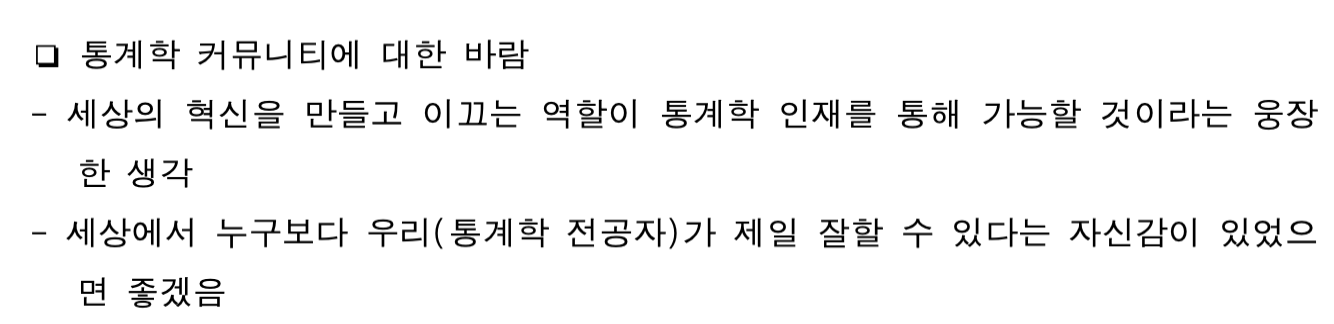 ❏ 통계학 커뮤니티에 대한 바람
- 세상의 혁신을 만들고 이끄는 역할이 통계학 인재를 통해 가능할 것이라는 웅장
한 생각
- 세상에서 누구보다 우리(통계학 전공자)가 제일 잘할 수 있다는 자신감이 있었으
면 좋겠음